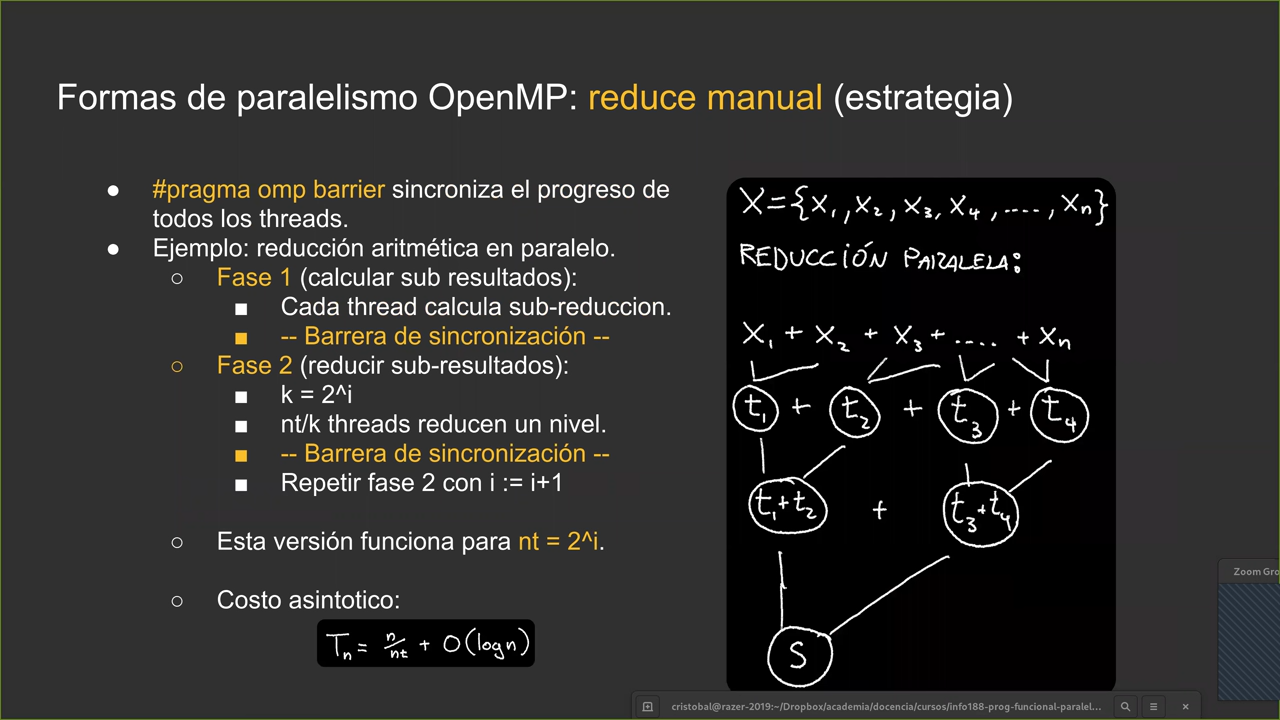 Formas de paralelismo OpenMP: reduce manual (estrategia)
● #pragma omp barrier sincroniza el progreso de
todos los threads.
● Ejemplo: reducción aritmética en paralelo.
○ Fase 1 (calcular sub resultados):
■ Cada thread calcula sub-reduccion.
■ -- Barrera de sincronización --
○ Fase 2 (reducir sub-resultados):
■ k = 2^i
■ nt/k threads reducen un nivel.
■ -- Barrera de sincronización --
■ Repetir fase 2 con i := i+1
○ Esta versión funciona para nt = 2^i.
○ Costo asintotico:
Tn = n/nt + O(log n)
X={x1, x2, x3, x4, ...., xn}
REDUCCIÓN PARALELA:
x1 + x2 + x3 + .... + xn
t1 + t2 + t3 + t4
t1+t2 + t3+t4
S
Zoom Gro
cristobal@razer-2019:~/Dropbox/academia/docencia/cursos/info188-prog-funcional-paralel...